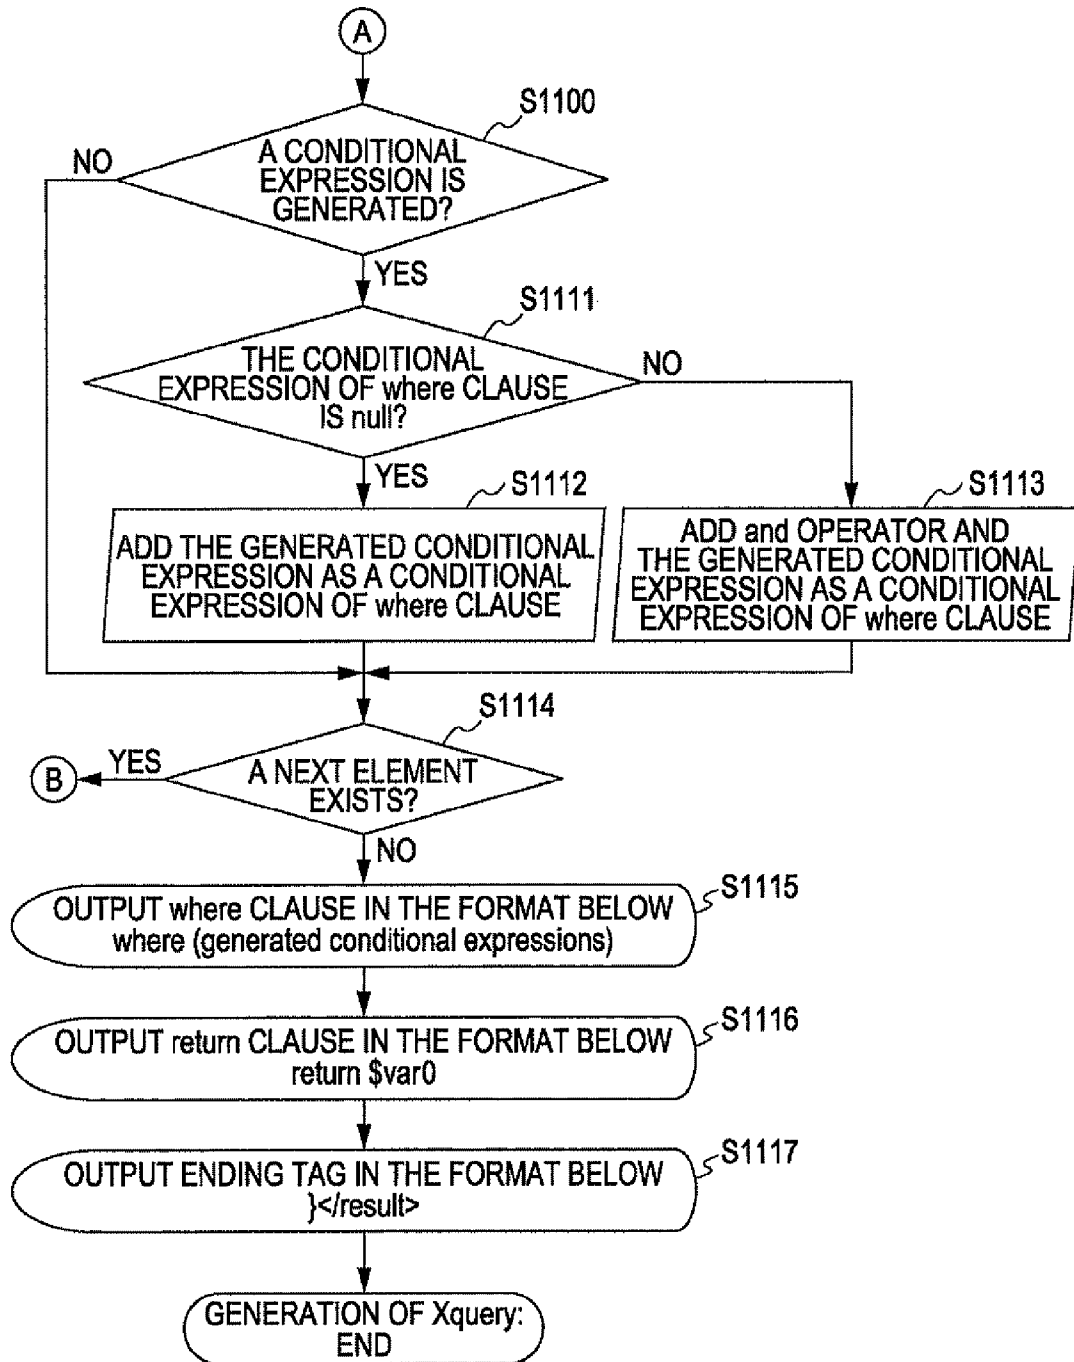 A
S1100
NO
A CONDITIONAL
EXPRESSION IS
GENERATED?
YES
S1111
THE CONDITIONAL
EXPRESSION OF where CLAUSE
IS null?
NO
YES
S1112
S1113
ADD THE GENERATED CONDITIONAL
EXPRESSION AS A CONDITIONAL
EXPRESSION OF where CLAUSE
ADD and OPERATOR AND
THE GENERATED CONDITIONAL
EXPRESSION AS A CONDITIONAL
EXPRESSION OF where CLAUSE
S1114
B
YES
A NEXT ELEMENT
EXISTS?
NO
S1115
OUTPUT where CLAUSE IN THE FORMAT BELOW
where (generated conditional expressions)
S1116
OUTPUT return CLAUSE IN THE FORMAT BELOW
return $var0
S1117
OUTPUT ENDING TAG IN THE FORMAT BELOW
}</result>
GENERATION OF Xquery:
END